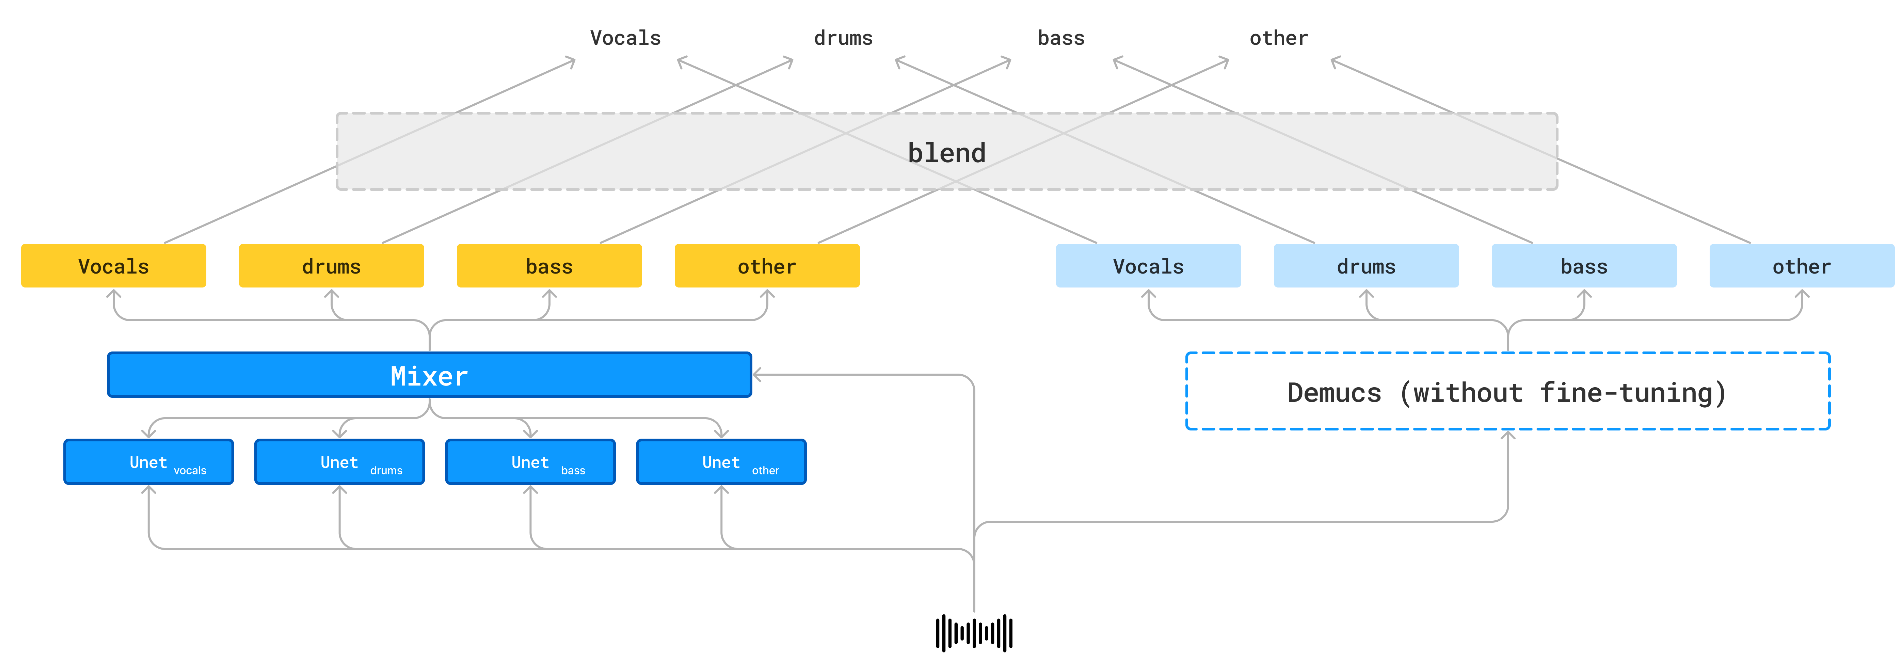 Vocals drums bass other
blend
Vocals drums bass other Vocals drums bass other
Mixer
Demucs (without fine-tuning)
Unet vocals Unet drums Unet bass Unet other